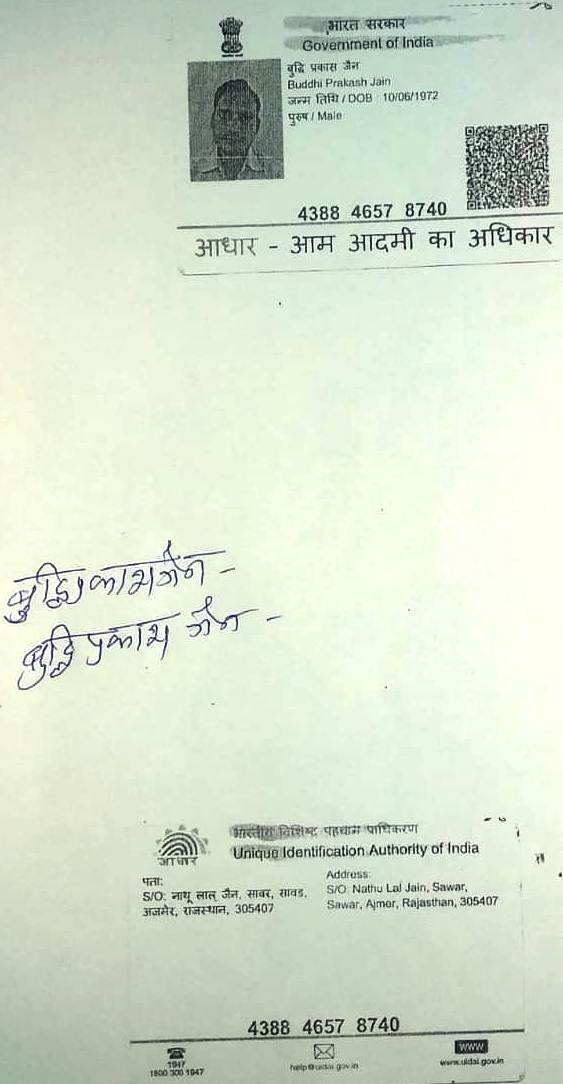 भारत सरकार
Government of India
बुद्धि प्रकास जैन
Buddhi Prakash Jain
जन्म तिथि / DOB : 10/06/1972
पुरुष / Male
4388 4657 8740
आधार - आम आदमी का अधिकार
बुद्धिप्रकाश जैन -
बुद्धि प्रकाश जैन -
भारतीय विशिष्ट पहचान प्राधिकरण
Unique Identification Authority of India
आधार
पता:
S/O: नाथू लाल जैन, सावर, सावड,
अजमेर, राजस्थान, 305407
Address:
S/O: Nathu Lal Jain, Sawar,
Sawar, Ajmer, Rajasthan, 305407
4388 4657 8740
1947
1800 300 1947
help@uidai.gov.in
WWW
www.uidai.gov.in